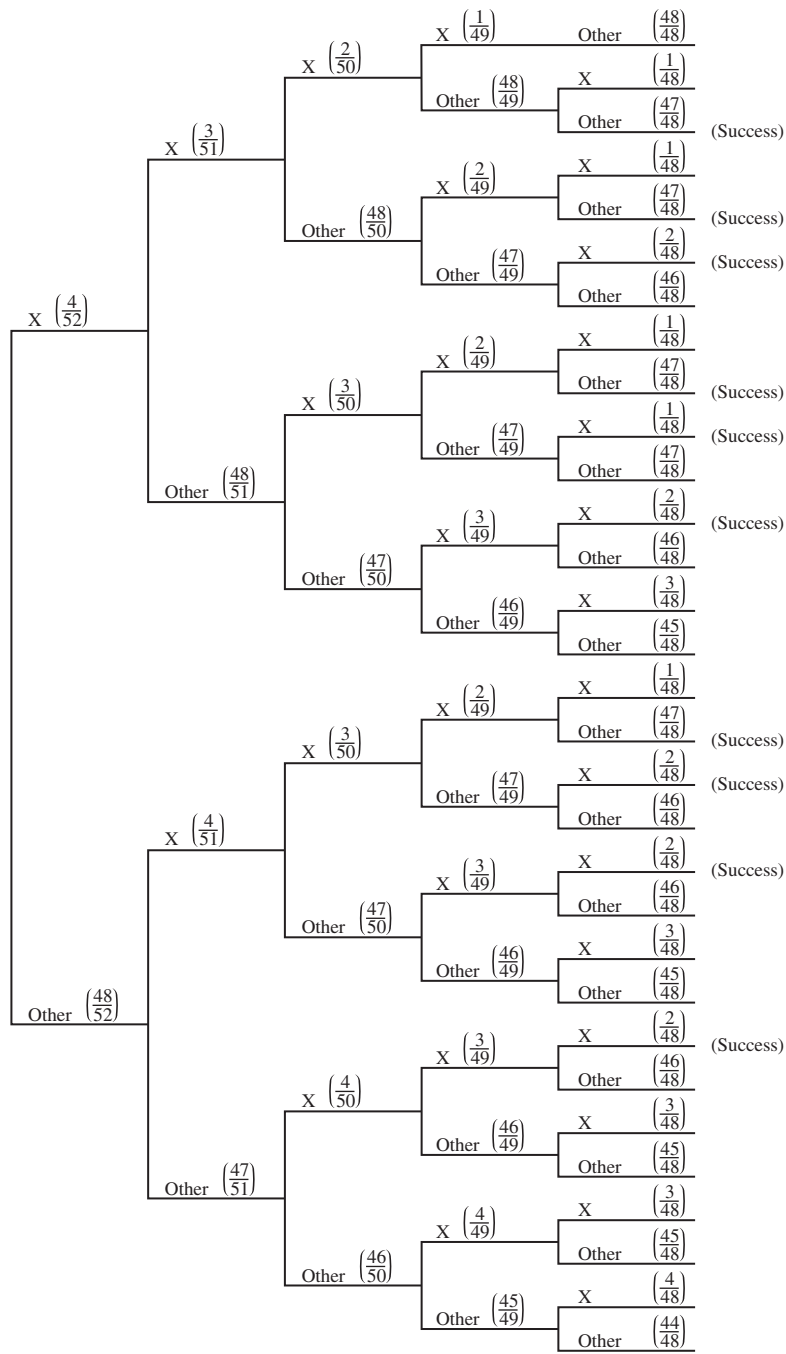 X (1/49) Other (48/48)
X (2/50)
X (1/48)
Other (48/49)
Other (47/48) (Success)
X (3/51)
X (1/48)
X (2/49)
Other (47/48) (Success)
Other (48/50)
X (2/48) (Success)
Other (47/49)
Other (46/48)
X (4/52)
X (1/48)
X (2/49)
Other (47/48) (Success)
X (3/50)
X (1/48) (Success)
Other (47/49)
Other (47/48)
Other (48/51)
X (2/48) (Success)
X (3/49)
Other (46/48)
Other (47/50)
X (3/48)
Other (46/49)
Other (45/48)
X (1/48)
X (2/49)
Other (47/48) (Success)
X (3/50)
X (2/48) (Success)
Other (47/49)
Other (46/48)
X (4/51)
X (2/48) (Success)
X (3/49)
Other (46/48)
Other (47/50)
X (3/48)
Other (46/49)
Other (45/48)
Other (48/52)
X (2/48) (Success)
X (3/49)
Other (46/48)
X (4/50)
X (3/48)
Other (46/49)
Other (45/48)
Other (47/51)
X (3/48)
X (4/49)
Other (45/48)
Other (46/50)
X (4/48)
Other (45/49)
Other (44/48)